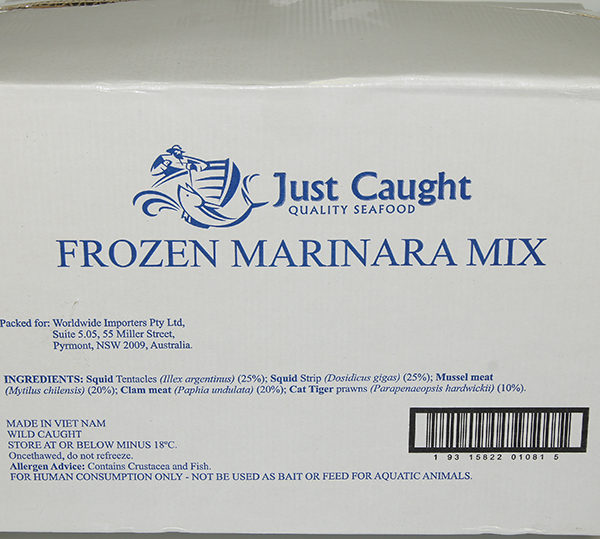 Just Caught
QUALITY SEAFOOD
FROZEN MARINARA MIX
Packed for: Worldwide Importers Pty Ltd,
Suite 5.05, 55 Miller Street,
Pyrmont, NSW 2009, Australia.
INGREDIENTS: Squid Tentacles (Illex argentinus) (25%); Squid Strip (Dosidicus gigas) (25%); Mussel meat
(Mytilus chilensis) (20%); Clam meat (Paphia undulata) (20%); Cat Tiger prawns (Parapenaeopsis hardwickii) (10%).
MADE IN VIET NAM
WILD CAUGHT
STORE AT OR BELOW MINUS 18ºC.
Oncethawed, do not refreeze.
Allergen Advice: Contains Crustacea and Fish.
FOR HUMAN CONSUMPTION ONLY - NOT BE USED AS BAIT OR FEED FOR AQUATIC ANIMALS.
1 93 15822 01081 5